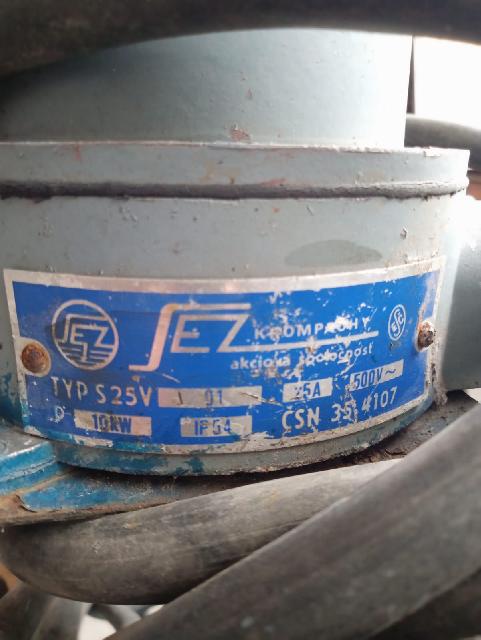 SEZ
SEZ KROMPACHY
akciová spoločnosť
TYP S25V J 01 25A 500V~
P 10kW IP54 ČSN 35 4107